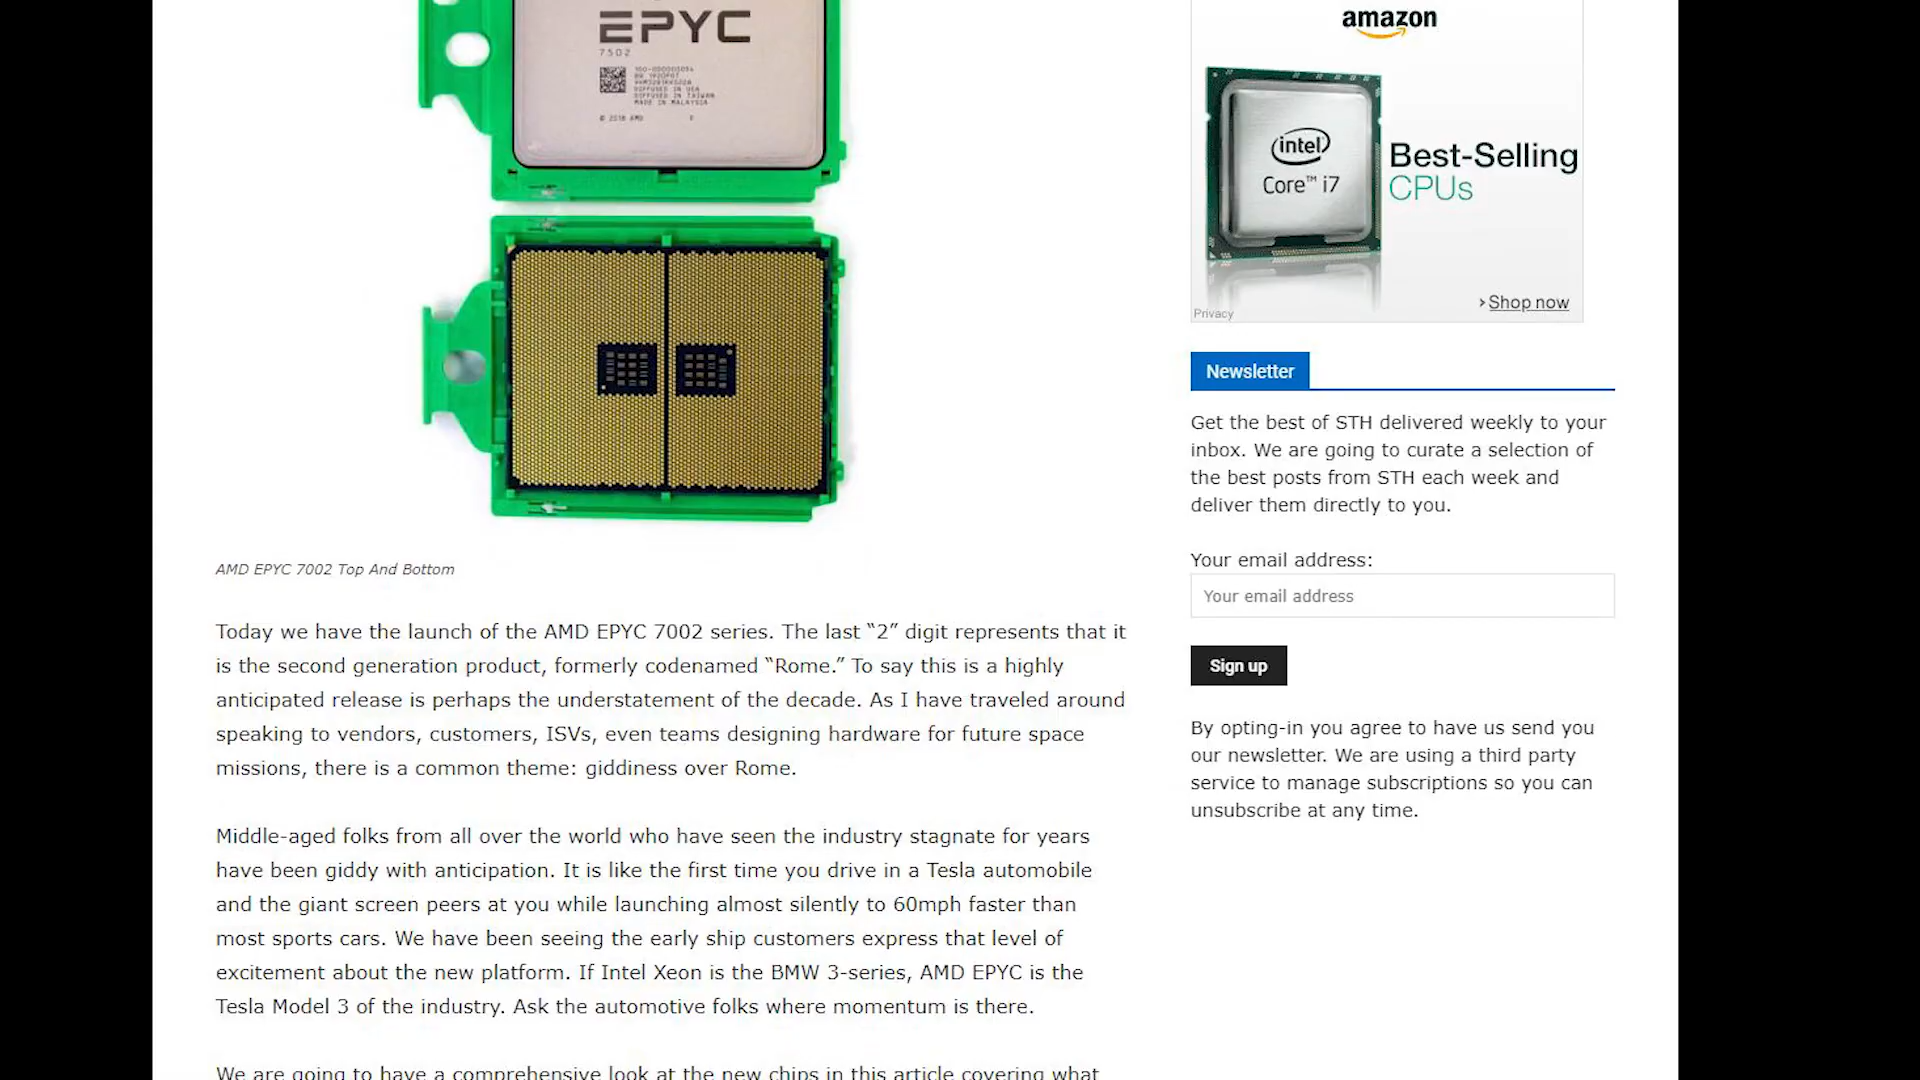 EPYC
7502
DIFFUSED IN USA
DIFFUSED IN TAIWAN
MADE IN MALAYSIA
© 2018 AMD
AMD EPYC 7002 Top And Bottom
Today we have the launch of the AMD EPYC 7002 series. The last “2” digit represents that it
is the second generation product, formerly codenamed “Rome.” To say this is a highly
anticipated release is perhaps the understatement of the decade. As I have traveled around
speaking to vendors, customers, ISVs, even teams designing hardware for future space
missions, there is a common theme: giddiness over Rome.
Middle-aged folks from all over the world who have seen the industry stagnate for years
have been giddy with anticipation. It is like the first time you drive in a Tesla automobile
and the giant screen peers at you while launching almost silently to 60mph faster than
most sports cars. We have been seeing the early ship customers express that level of
excitement about the new platform. If Intel Xeon is the BMW 3-series, AMD EPYC is the
Tesla Model 3 of the industry. Ask the automotive folks where momentum is there.
We are going to have a comprehensive look at the new chips in this article covering what
amazon
intel
Core™ i7
Best-Selling
CPUs
› Shop now
Privacy
Newsletter
Get the best of STH delivered weekly to your
inbox. We are going to curate a selection of
the best posts from STH each week and
deliver them directly to you.
Your email address:
Your email address
Sign up
By opting-in you agree to have us send you
our newsletter. We are using a third party
service to manage subscriptions so you can
unsubscribe at any time.